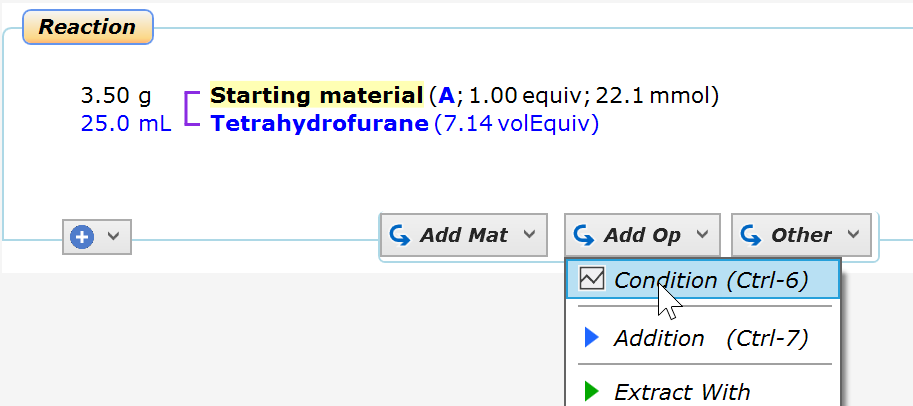 Reaction
3.50 g Starting material (A; 1.00 equiv; 22.1 mmol)
25.0 mL Tetrahydrofurane (7.14 volEquiv)
Add Mat Add Op Other
Condition (Ctrl-6)
Addition (Ctrl-7)
Extract With